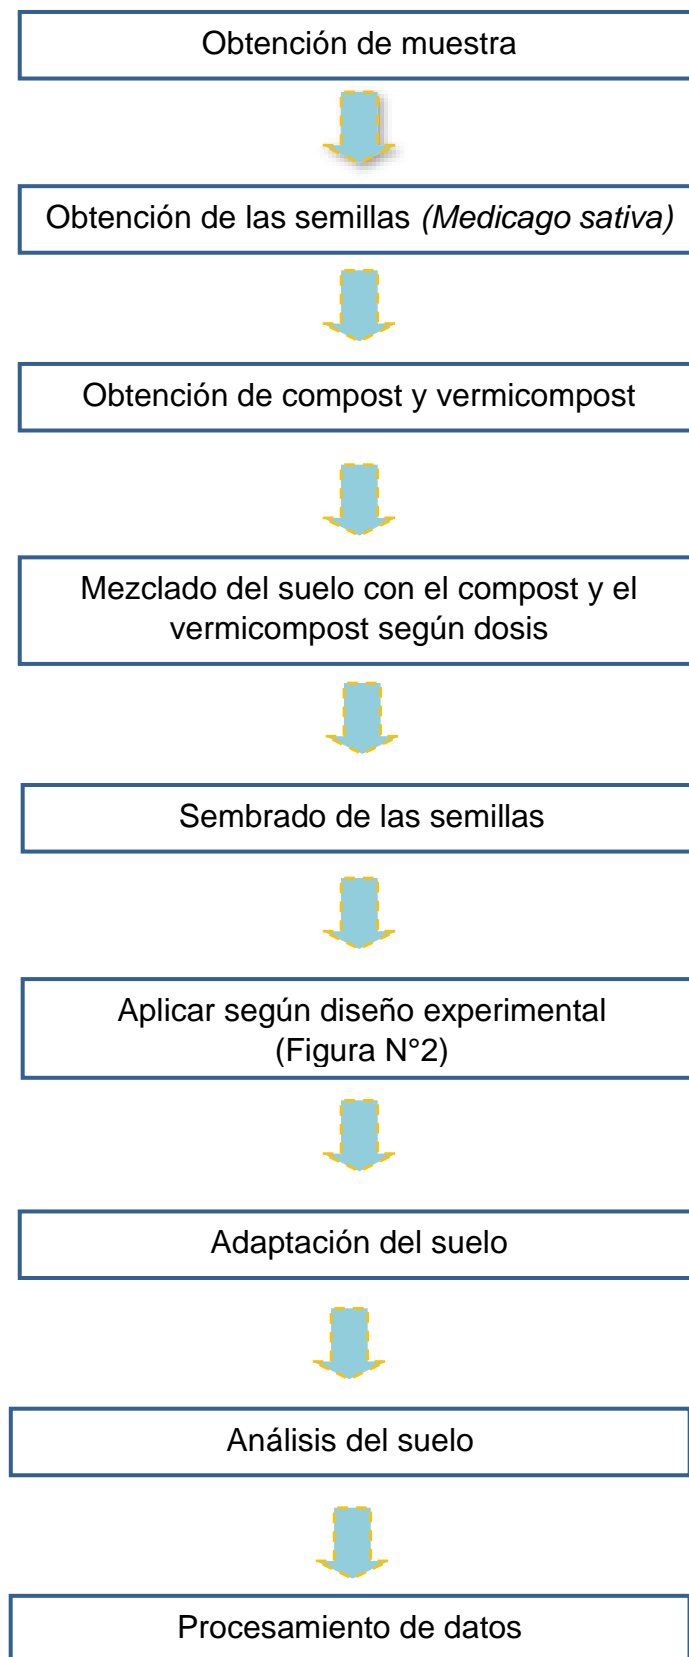 Obtención de muestra
Obtención de las semillas (Medicago sativa)
Obtención de compost y vermicompost
Mezclado del suelo con el compost y el
vermicompost según dosis
Sembrado de las semillas
Aplicar según diseño experimental
(Figura N°2)
Adaptación del suelo
Análisis del suelo
Procesamiento de datos